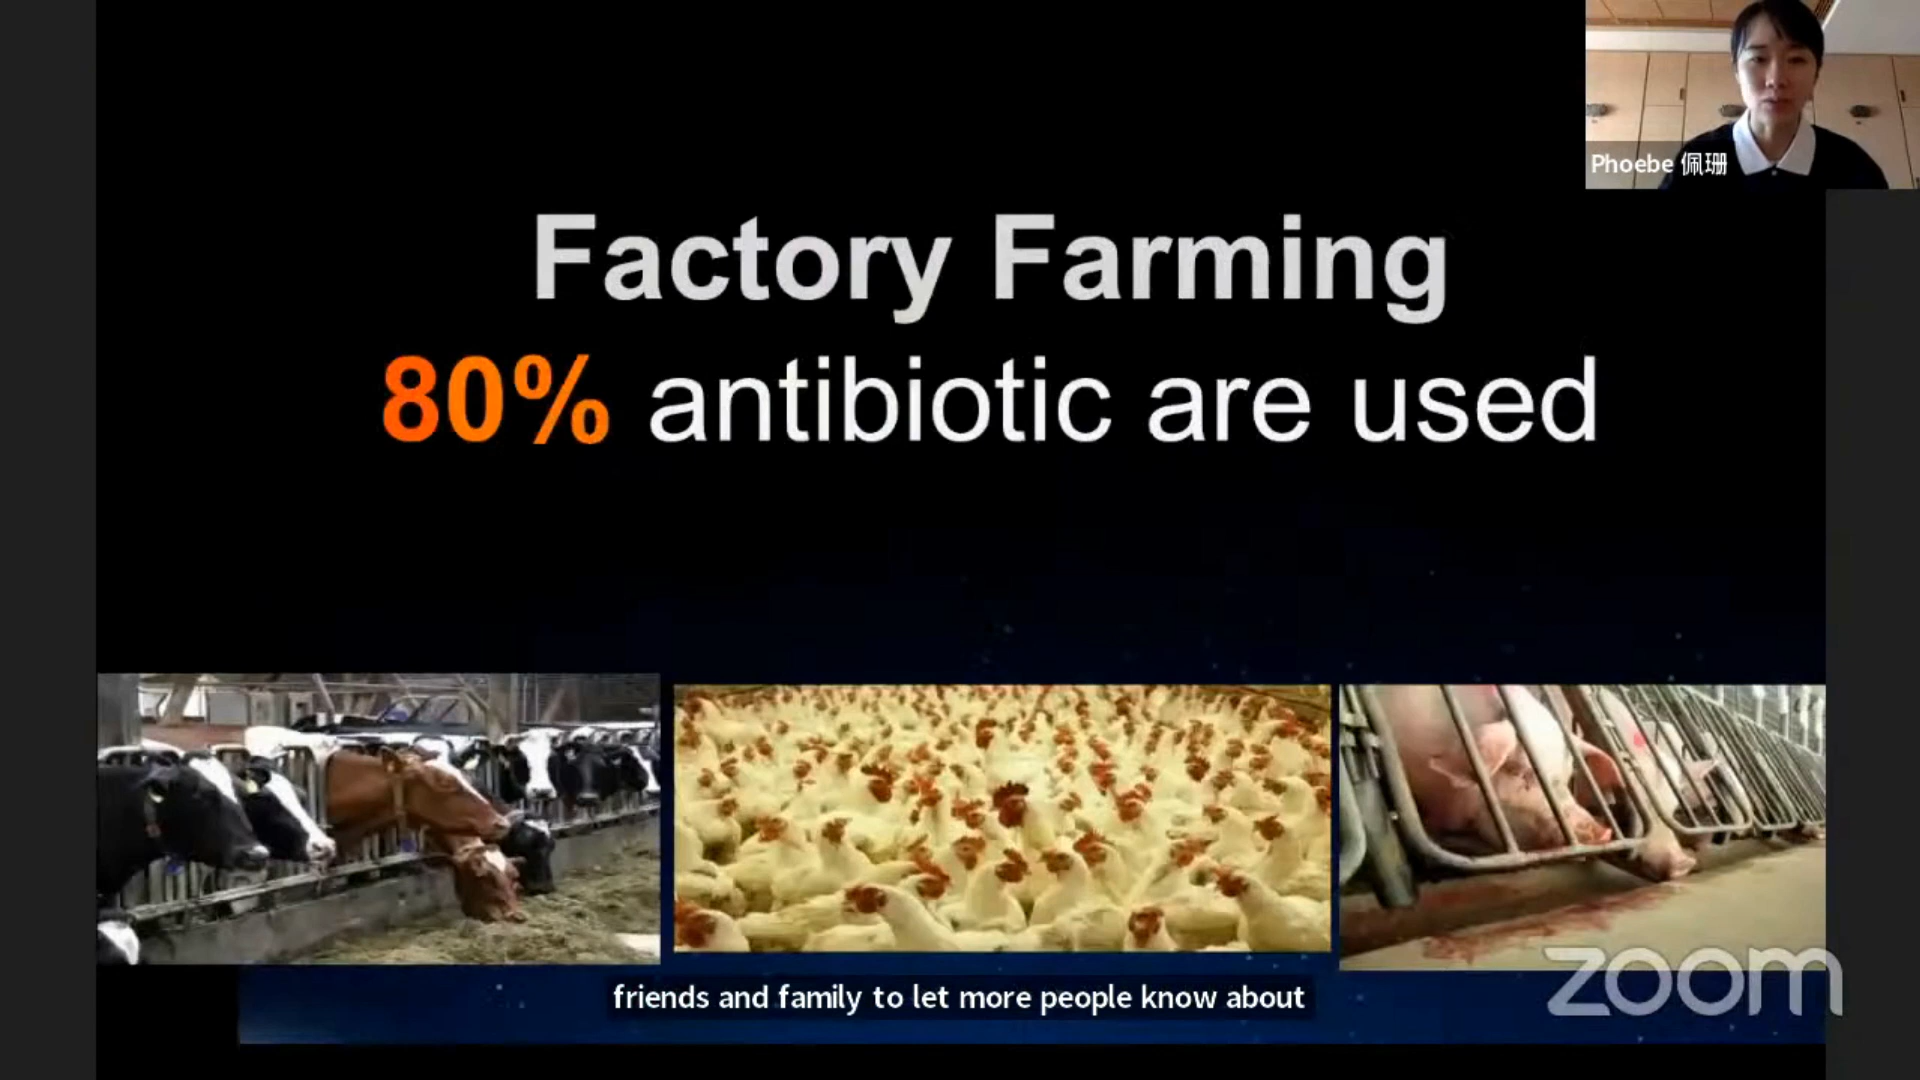 Phoebe 佩珊
Factory Farming
80% antibiotic are used
friends and family to let more people know about
zoom